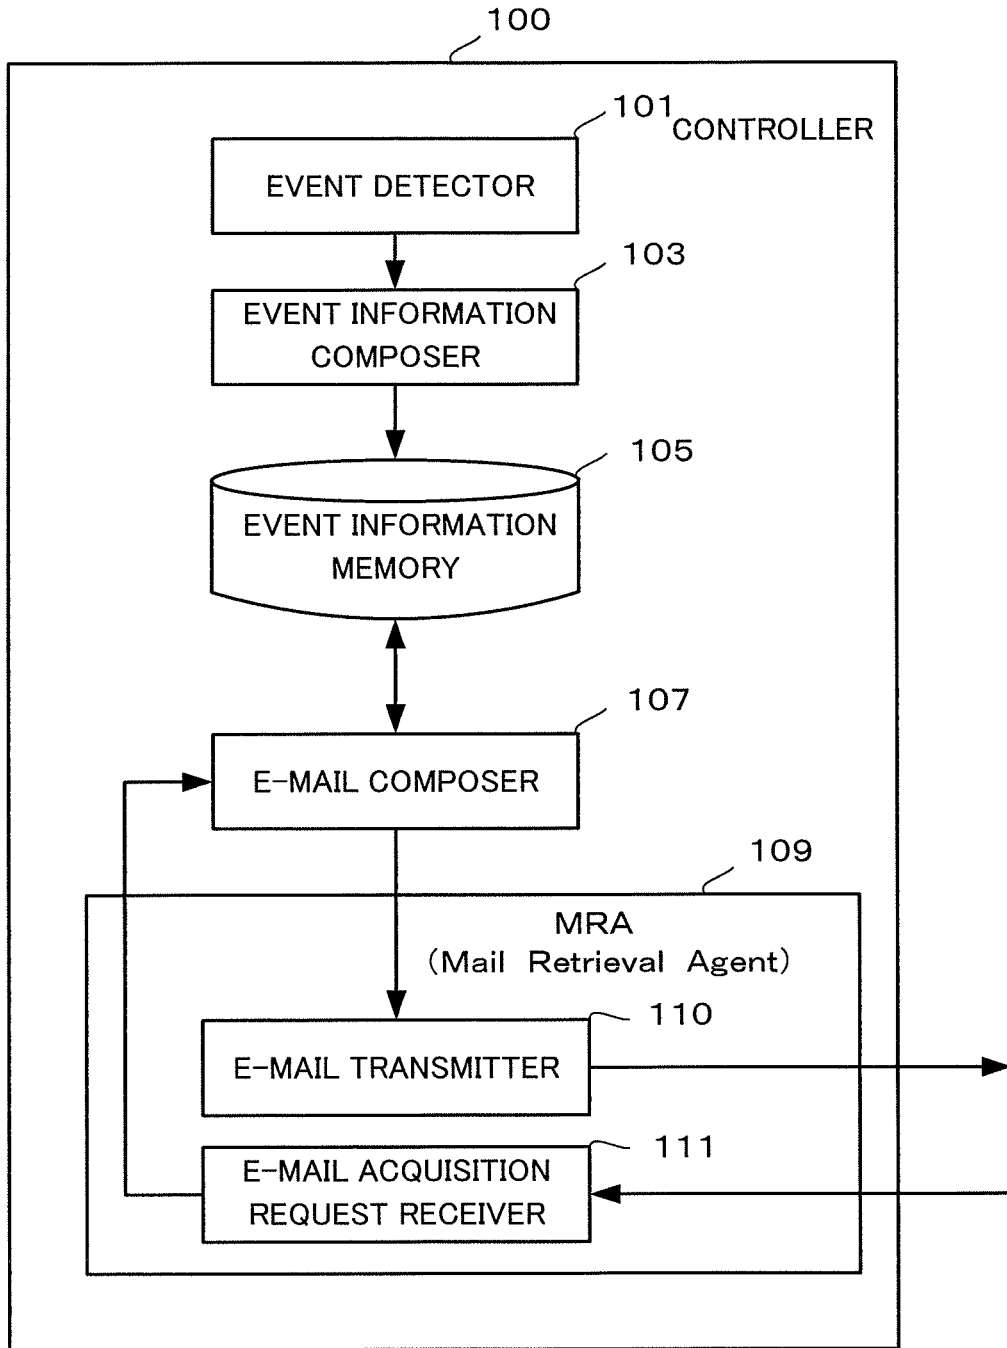 100
101
CONTROLLER
EVENT DETECTOR
103
EVENT INFORMATION
COMPOSER
105
EVENT INFORMATION
MEMORY
107
E-MAIL COMPOSER
109
MRA
(Mail Retrieval Agent)
110
E-MAIL TRANSMITTER
111
E-MAIL ACQUISITION
REQUEST RECEIVER